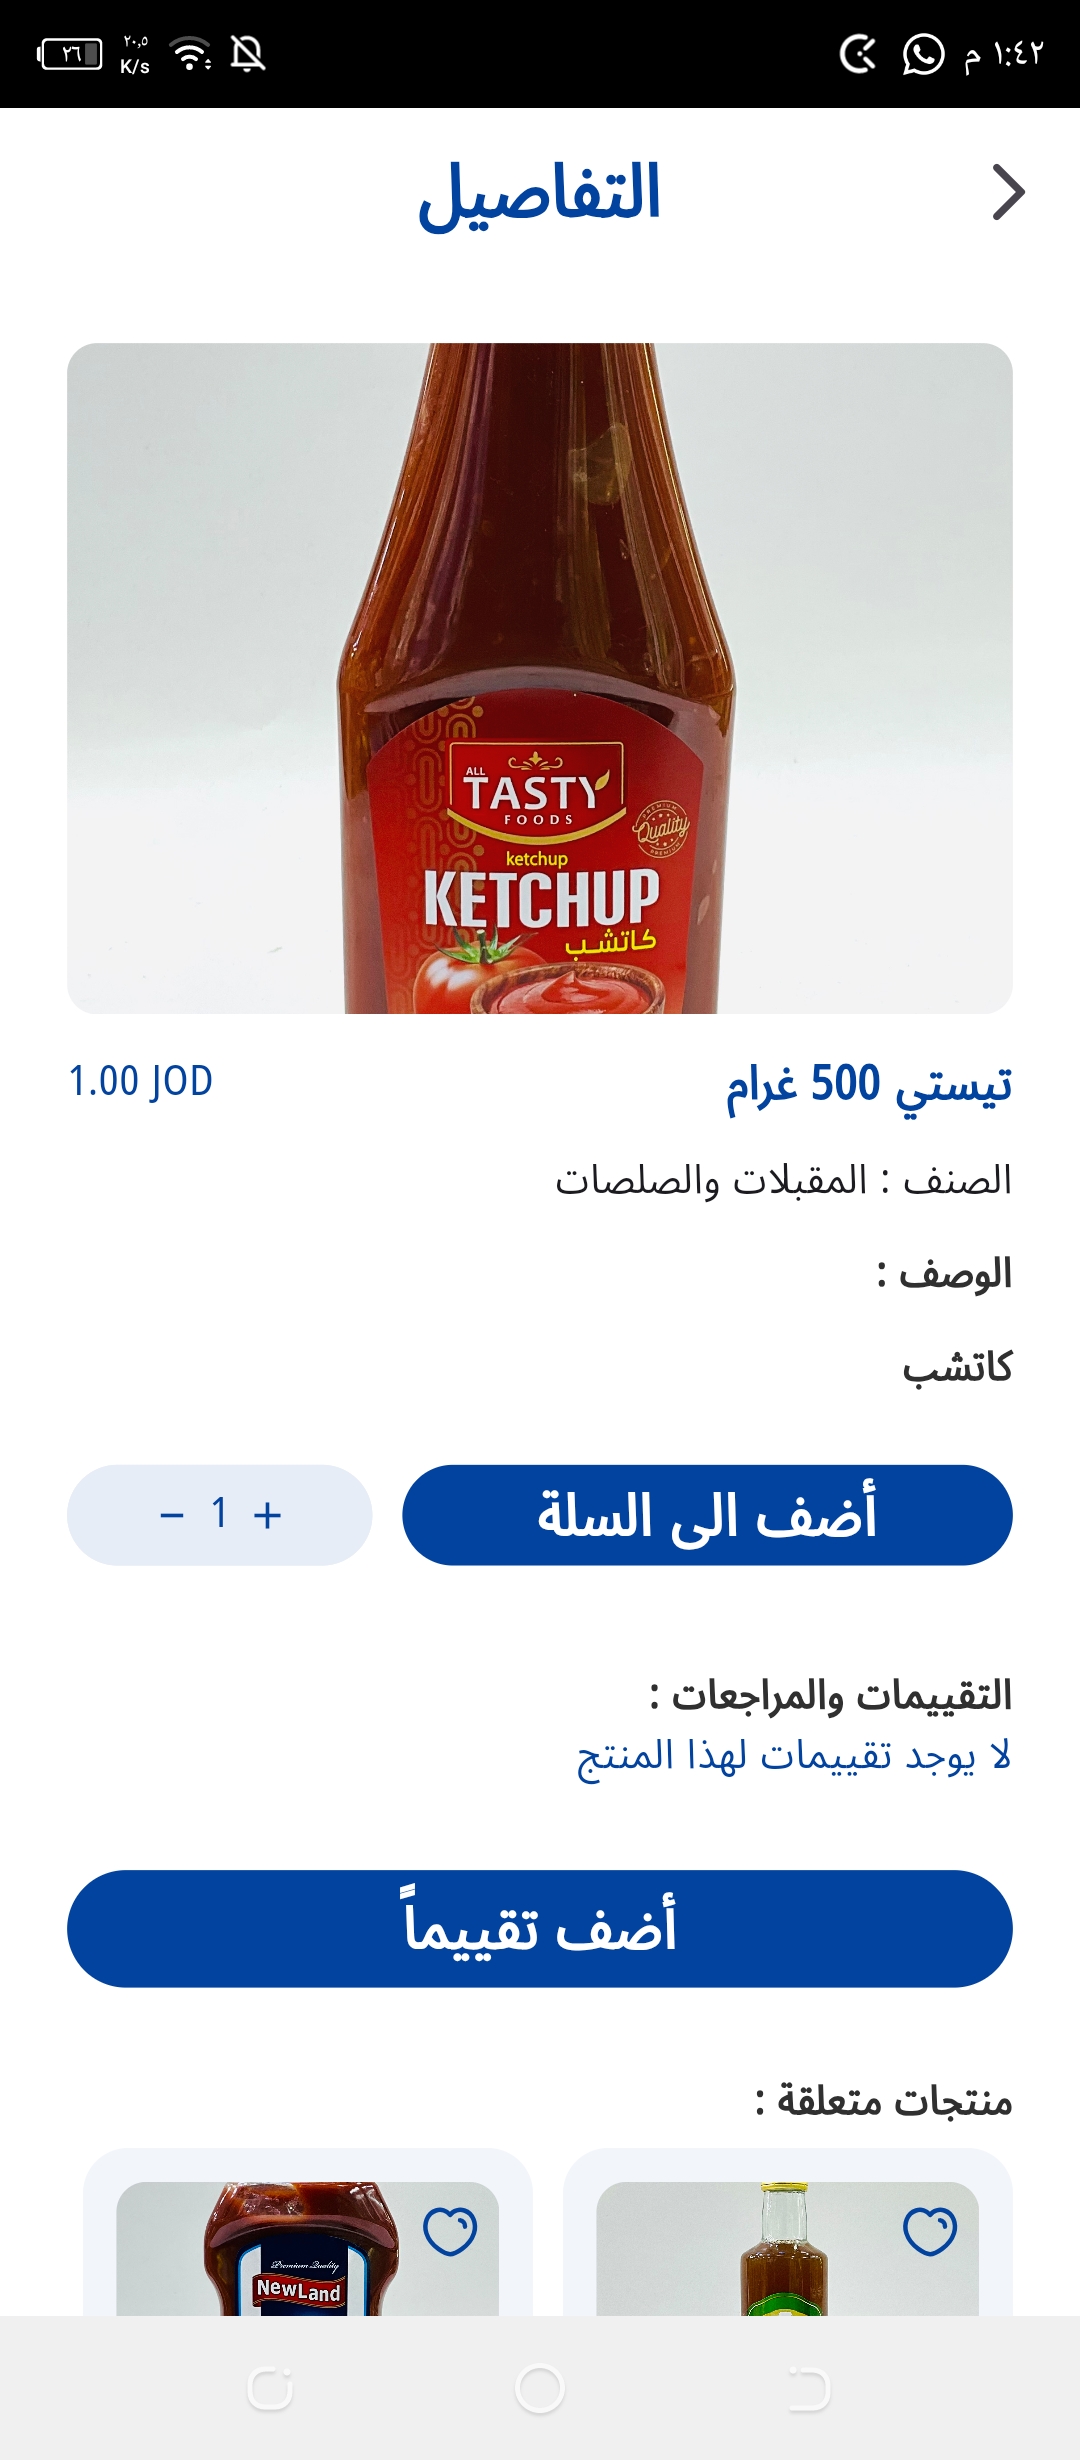 ١:٤٢ م
٢٠,٥
K/s
٢٦
التفاصيل
ALL
TASTY
FOODS
PREMIUM
Quality
PREMIUM
ketchup
KETCHUP
كاتشب
تيستي 500 غرام
1.00 JOD
الصنف : المقبلات والصلصات
الوصف :
كاتشب
أضف الى السلة
+ 1 −
التقييمات والمراجعات :
لا يوجد تقييمات لهذا المنتج
أضف تقييماً
منتجات متعلقة :
Premium Quality
NewLand